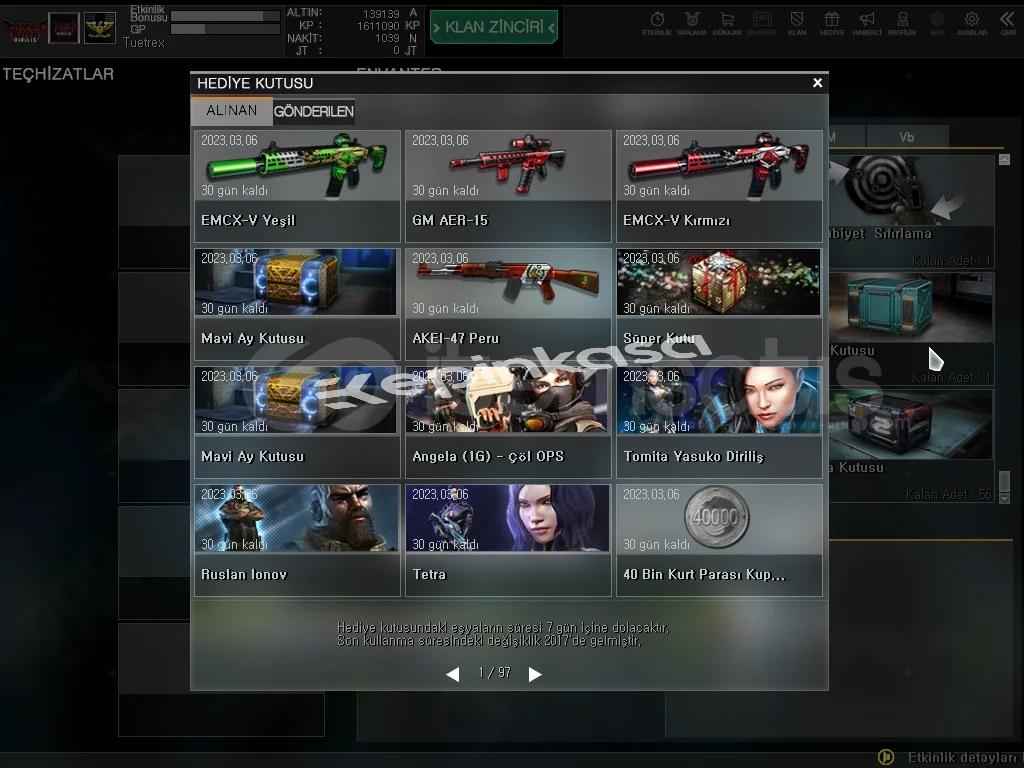 Etkinlik
Bonusu
GP
Tuetrex
ALTIN: 139139 A
KP : 1611090 KP
NAKİT: 1039 N
JT : 0 JT
> KLAN ZİNCİRİ <
ETKİNLİK SIRALAMA DÜKKAN ENVANTER KLAN HEDİYE HABERCİ PROFİLİM WEB AYARLAR GERİ
TEÇHİZATLAR
ENVANTER
HEDİYE KUTUSU
ALINAN GÖNDERİLEN
M Vb
2023.03.06 2023.03.06 2023.03.06
30 gün kaldı 30 gün kaldı 30 gün kaldı
EMCX-V Yeşil GM AER-15 EMCX-V Kırmızı
biyet Sıfırlama
Kalan Adet : 1
2023.03.06 2023.03.06 2023.03.06
30 gün kaldı 30 gün kaldı 30 gün kaldı
Mavi Ay Kutusu AKEI-47 Peru Süper Kutu
Kutusu
Kalan Adet : 1
2023.03.06 2023.03.06 2023.03.06
30 gün kaldı 30 gün kaldı 30 gün kaldı
Mavi Ay Kutusu Angela (1G) - Çöl OPS Tomita Yasuko Diriliş
a Kutusu
Kalan Adet : 56
2023.03.06 2023.03.06 2023.03.06
40000
30 gün kaldı 30 gün kaldı 30 gün kaldı
Ruslan Ionov Tetra 40 Bin Kurt Parası Kup...
Hediye kutusundaki eşyaların süresi 7 gün içine dolacaktır.
Son kullanma süresindeki değişiklik 2017'de gelmiştir.
1 / 97
Etkinlik detayları